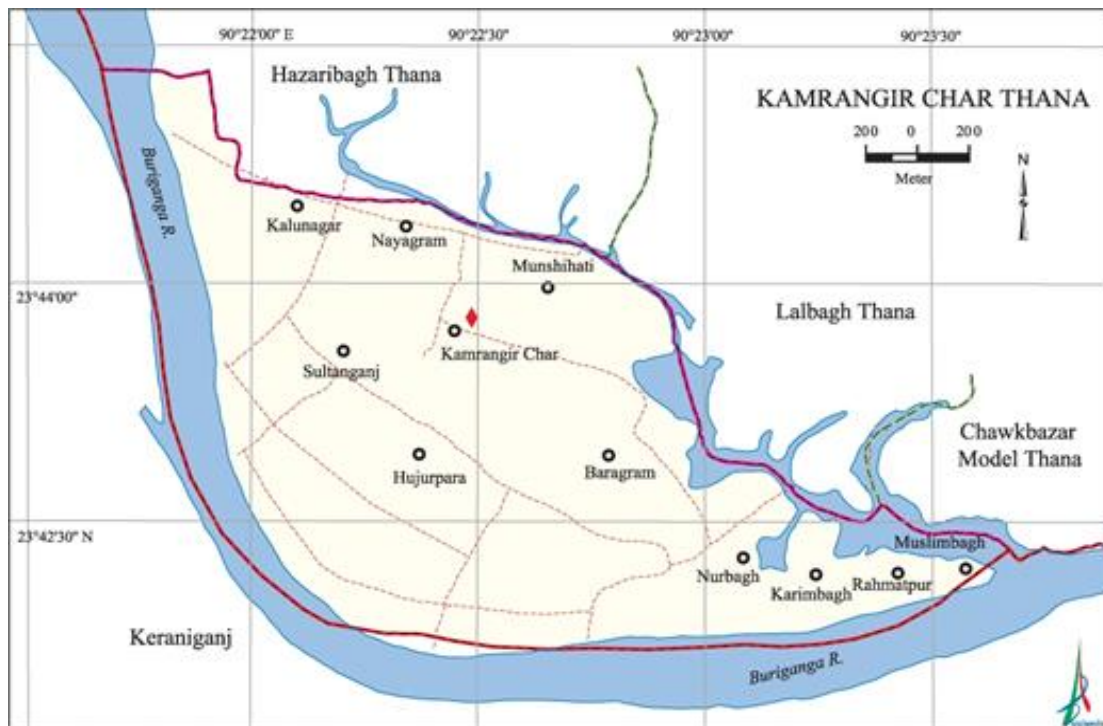 90°22'00" E
90°22'30"
90°23'00"
90°23'30"
Hazaribagh Thana
KAMRANGIR CHAR THANA
200 0 200
Meter
N
Buriganga R.
Kalunagar
Nayagram
Munshihati
23°44'00"
Lalbagh Thana
Kamrangir Char
Sultanganj
Chawkbazar
Model Thana
Hujurpara
Baragram
23°42'30" N
Muslimbagh
Nurbagh
Karimbagh
Rahmatpur
Keraniganj
Buriganga R.